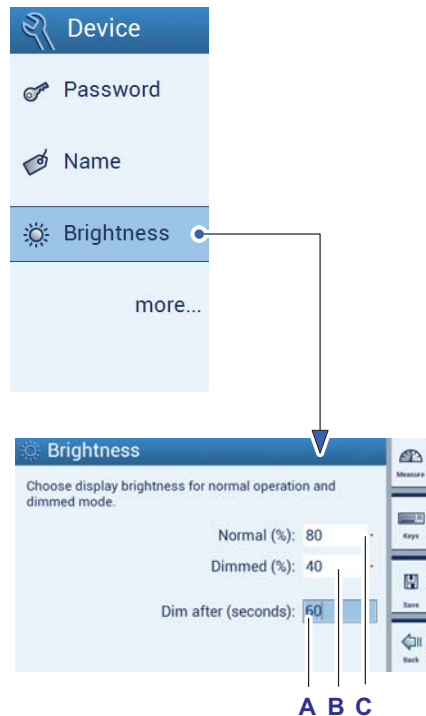 Device
Password
Name
Brightness
more...
Brightness
Choose display brightness for normal operation and
dimmed mode.
Normal (%): 80
Dimmed (%): 40
Dim after (seconds): 60
Measure
Keys
Save
Back
A B C